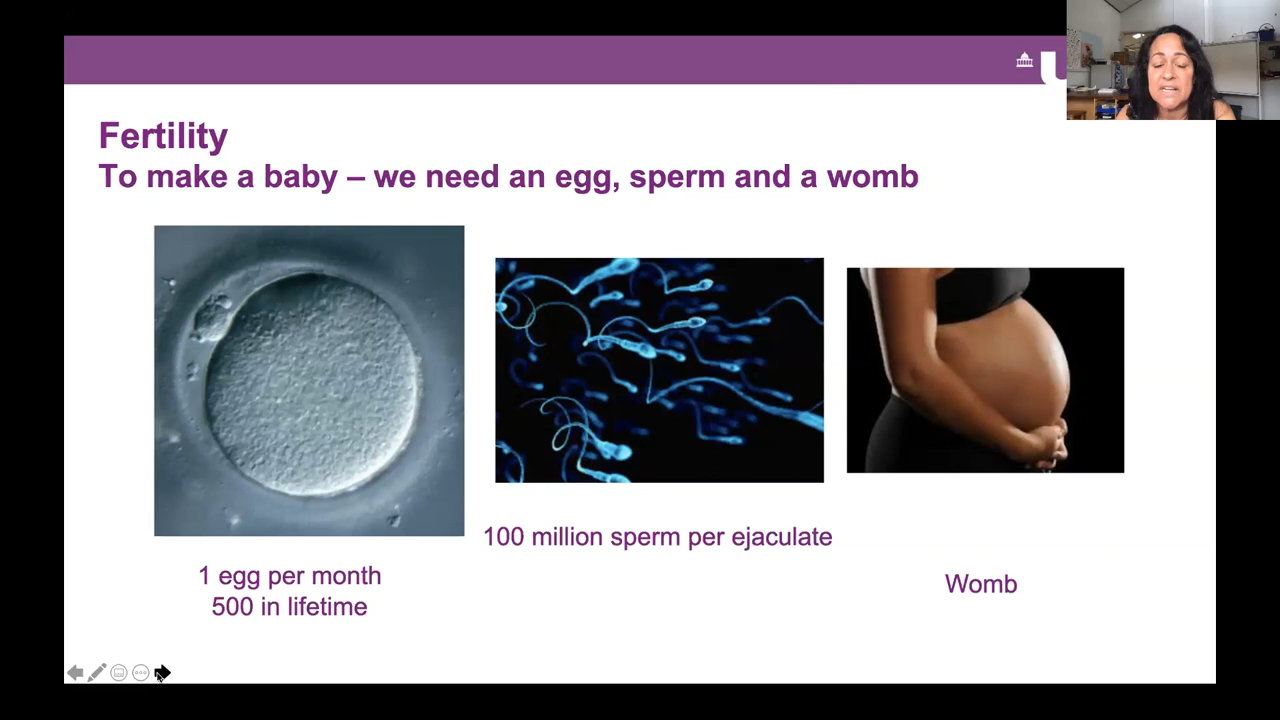 Fertility
To make a baby – we need an egg, sperm and a womb
100 million sperm per ejaculate
1 egg per month
500 in lifetime
Womb